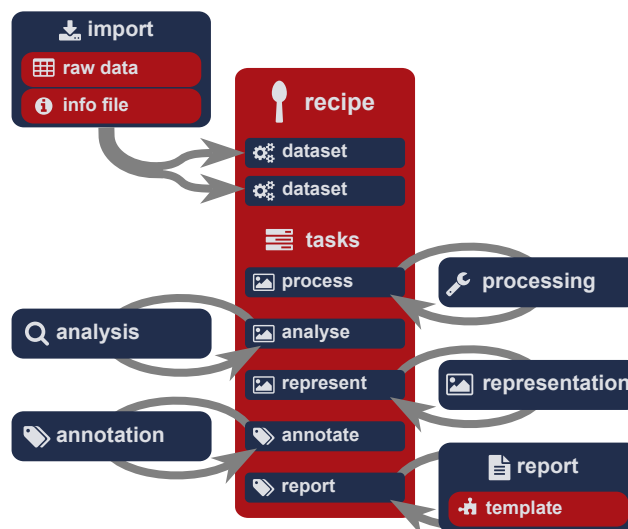 import
raw data
info file
recipe
dataset
dataset
tasks
process
processing
analysis
analyse
represent
representation
annotation
annotate
report
report
template